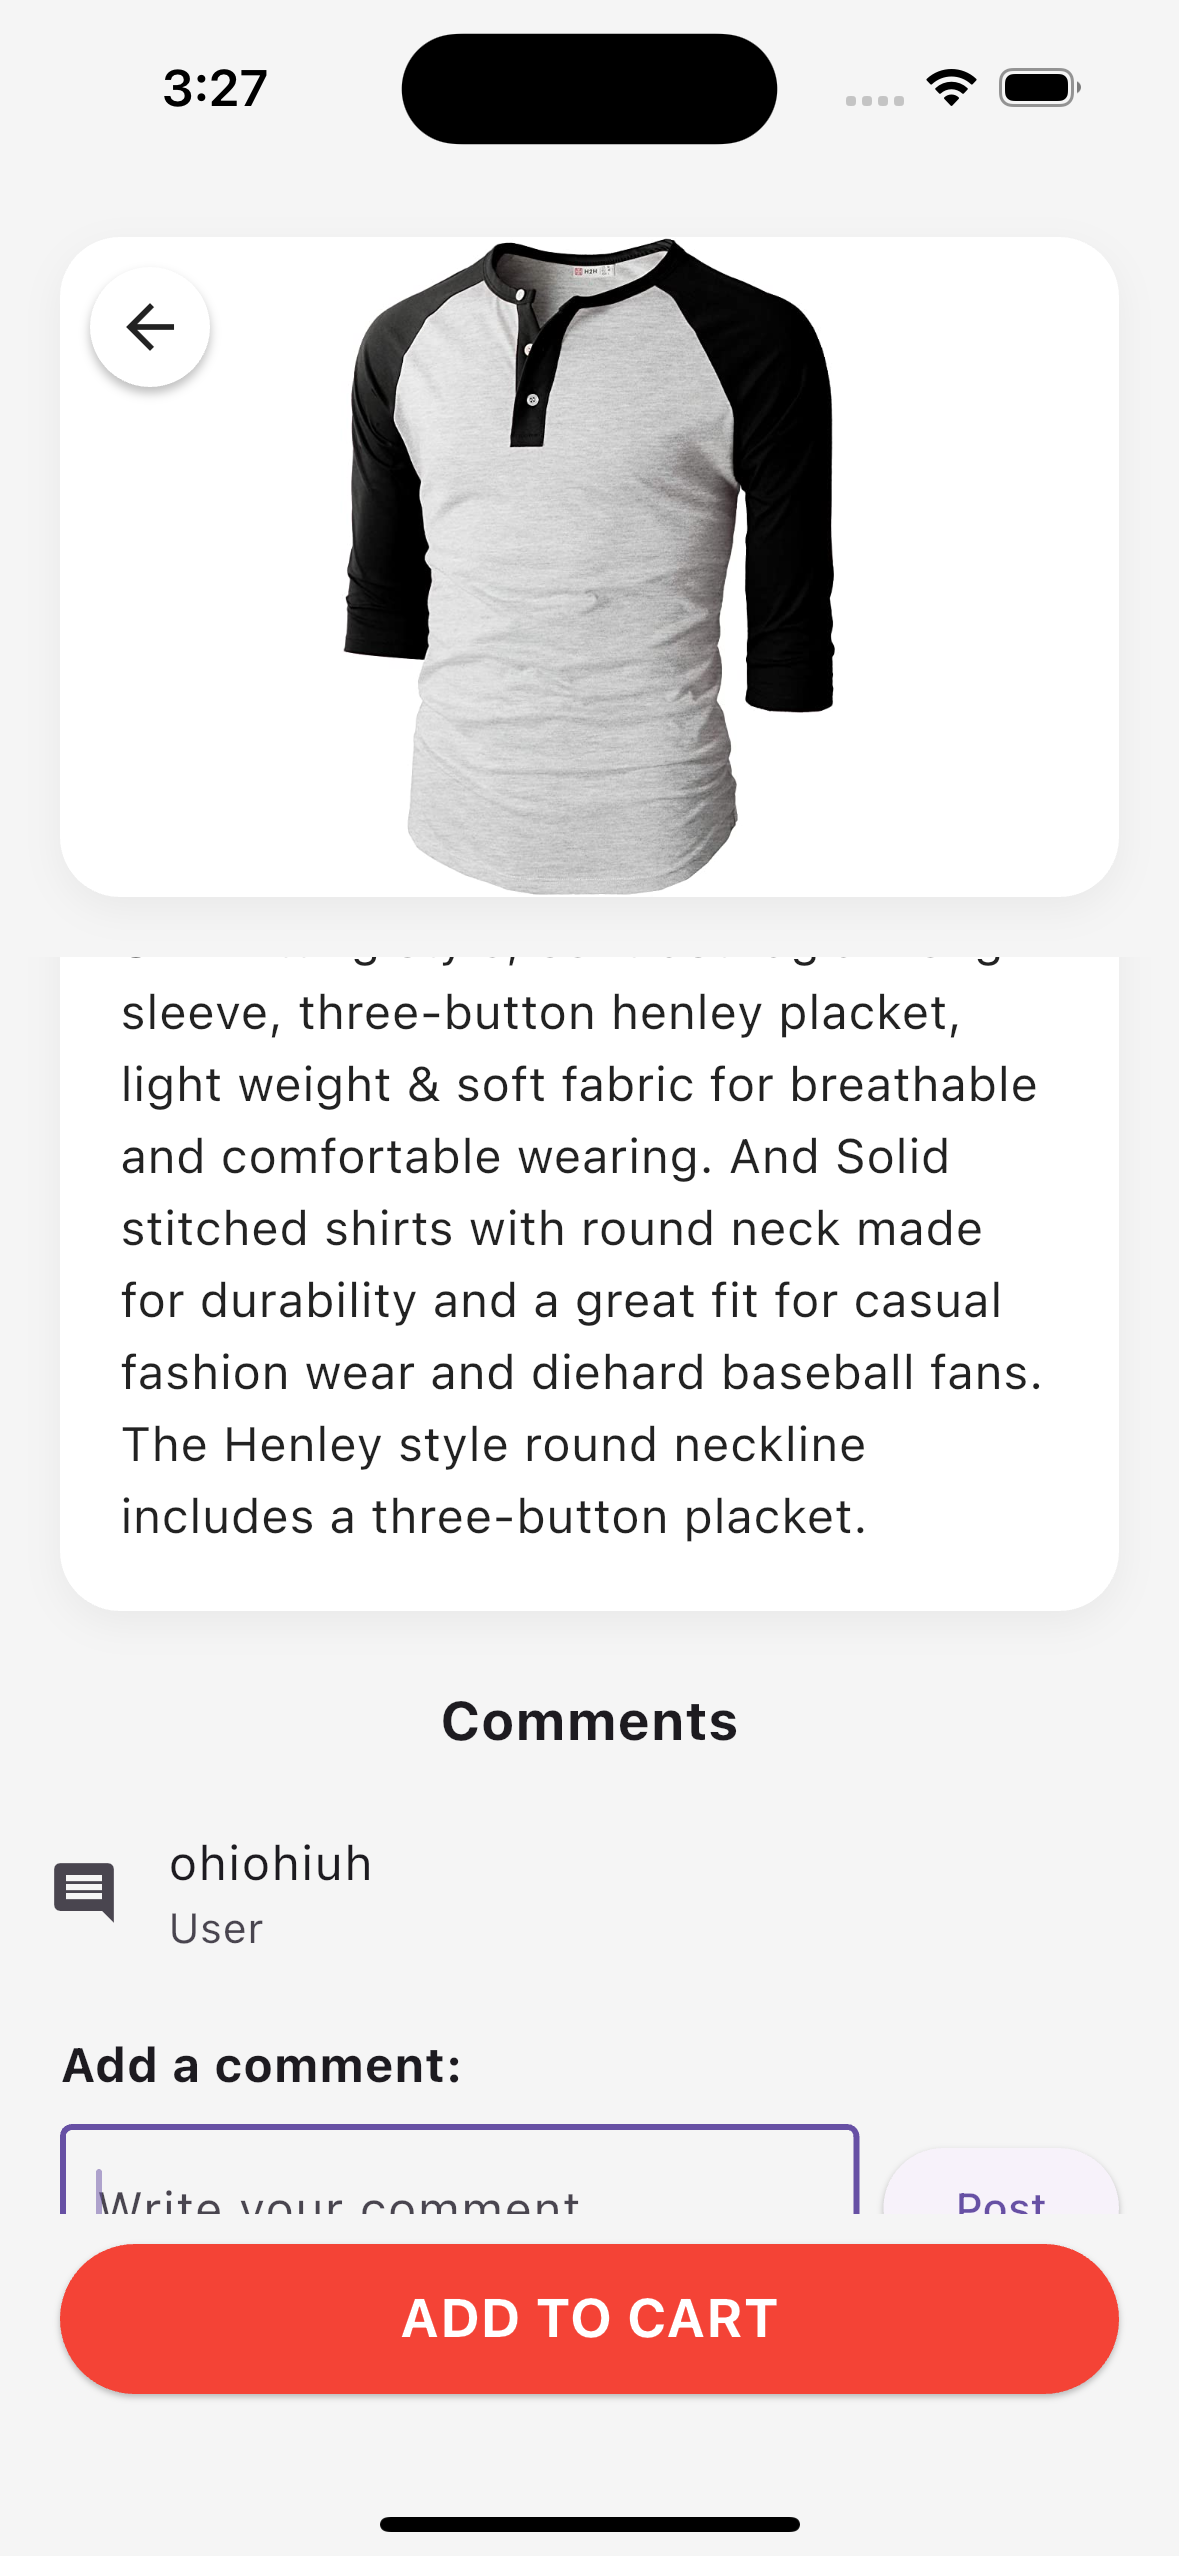 3:27
H2H
sleeve, three-button henley placket,
light weight & soft fabric for breathable
and comfortable wearing. And Solid
stitched shirts with round neck made
for durability and a great fit for casual
fashion wear and diehard baseball fans.
The Henley style round neckline
includes a three-button placket.
Comments
ohiohiuh
User
Add a comment:
Write your comment
Post
ADD TO CART